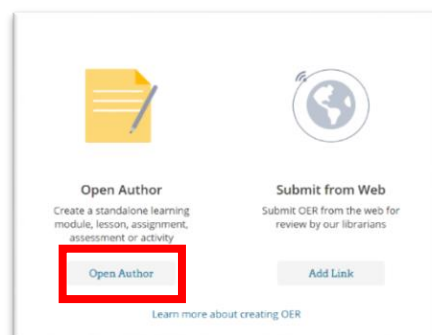 Open Author
Create a standalone learning
module, lesson, assignment,
assessment or activity
Open Author
Submit from Web
Submit OER from the web for
review by our librarians
Add Link
Learn more about creating OER